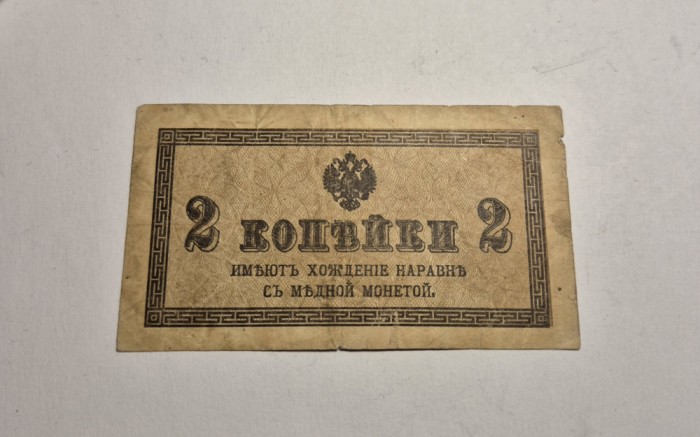 2 КОПѢЙКИ 2
ИМѢЮТЪ ХОЖДЕНІЕ НАРАВНѢ
СЪ МѢДНОЙ МОНЕТОЙ.